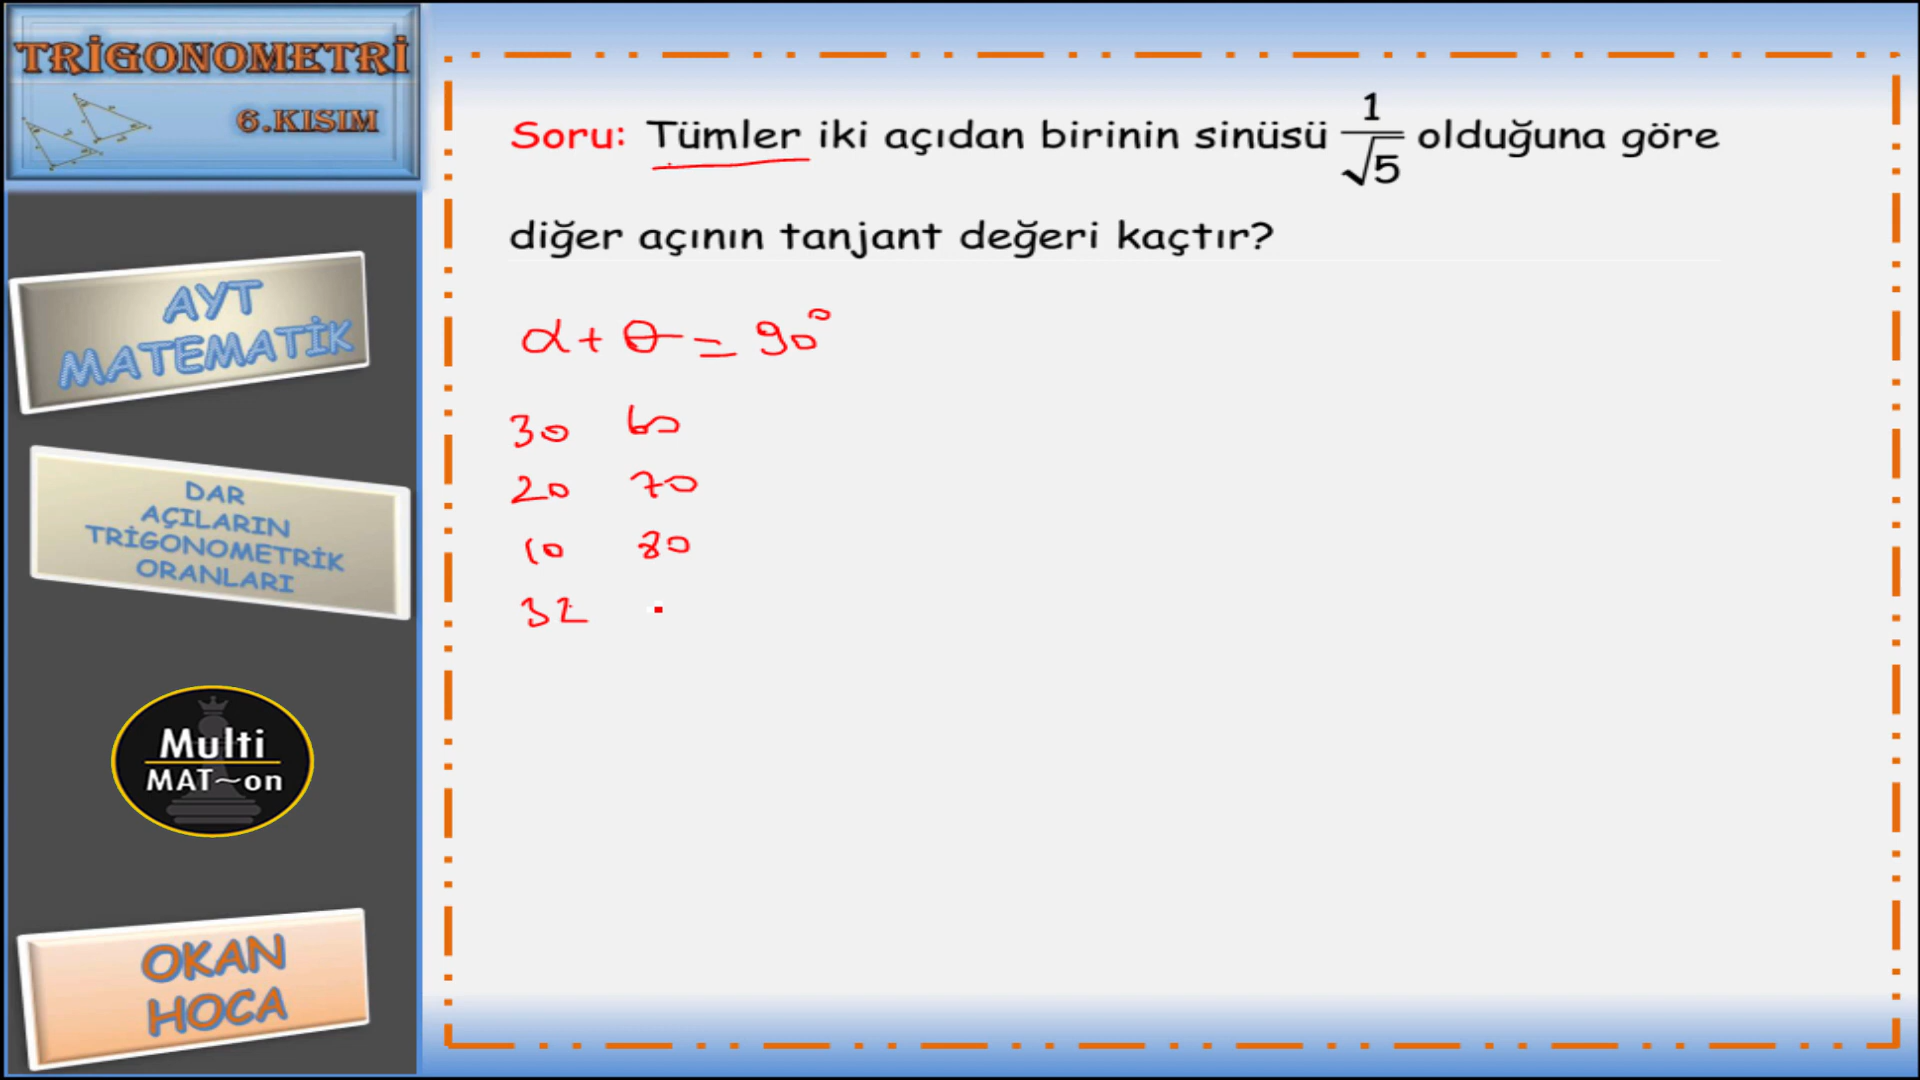 TRİGONOMETRİ
6.KISIM
AYT
MATEMATİK
DAR
AÇILARIN
TRİGONOMETRİK
ORANLARI
Multi
MAT~on
OKAN
HOCA
Soru: Tümler iki açıdan birinin sinüsü 1/√5 olduğuna göre
diğer açının tanjant değeri kaçtır?
α + θ = 90°
30 60
20 70
10 80
32